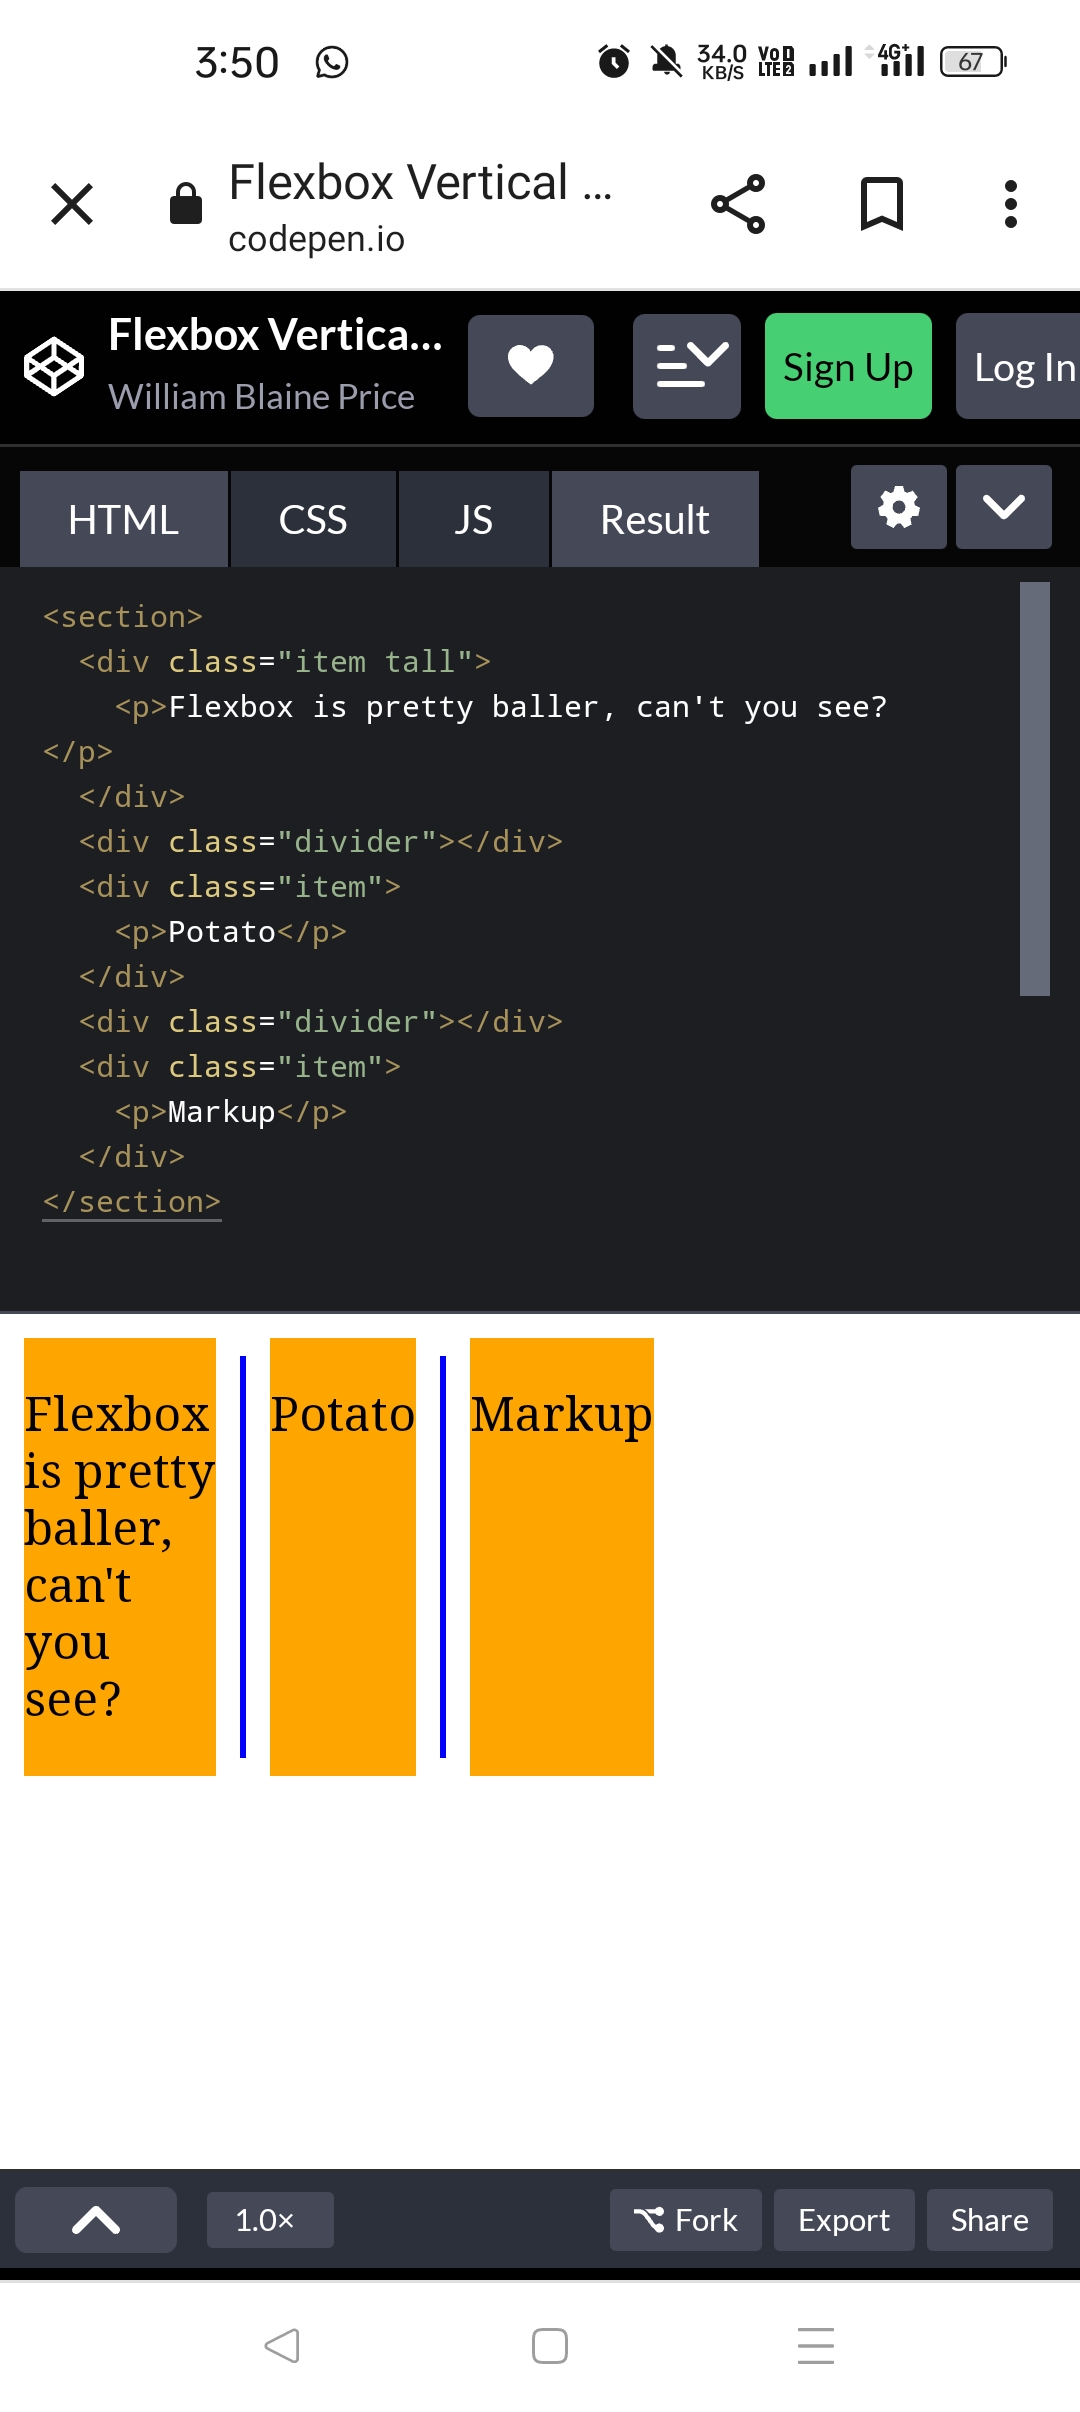 3:50 34.0 KB/S VoD LTE 2 4G+ 67
Flexbox Vertical ...
codepen.io
Flexbox Vertica...
William Blaine Price
Sign Up
Log In
HTML CSS JS Result
<section>
  <div class="item tall">
    <p>Flexbox is pretty baller, can't you see?
</p>
  </div>
  <div class="divider"></div>
  <div class="item">
    <p>Potato</p>
  </div>
  <div class="divider"></div>
  <div class="item">
    <p>Markup</p>
  </div>
</section>
Flexbox
is pretty
baller,
can't
you
see?
Potato
Markup
1.0× Fork Export Share